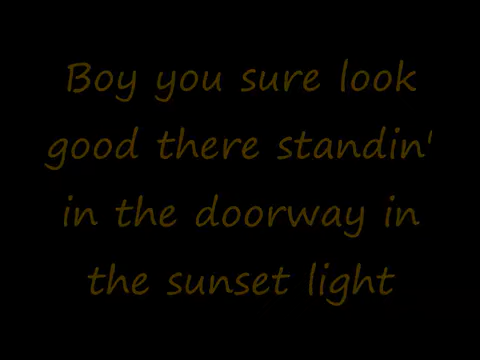 Boy you sure look
good there standin'
in the doorway in
the sunset light